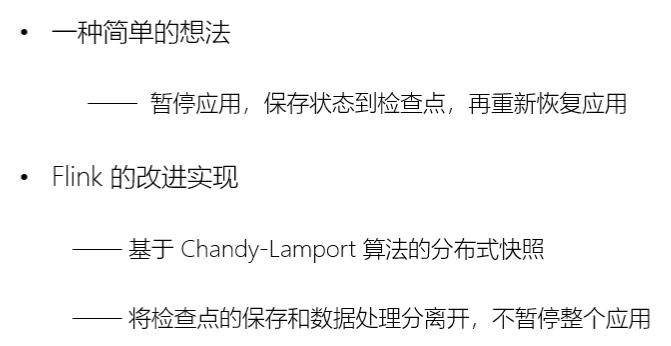 • 一种简单的想法
—— 暂停应用，保存状态到检查点，再重新恢复应用
• Flink 的改进实现
—— 基于 Chandy-Lamport 算法的分布式快照
—— 将检查点的保存和数据处理分离开，不暂停整个应用